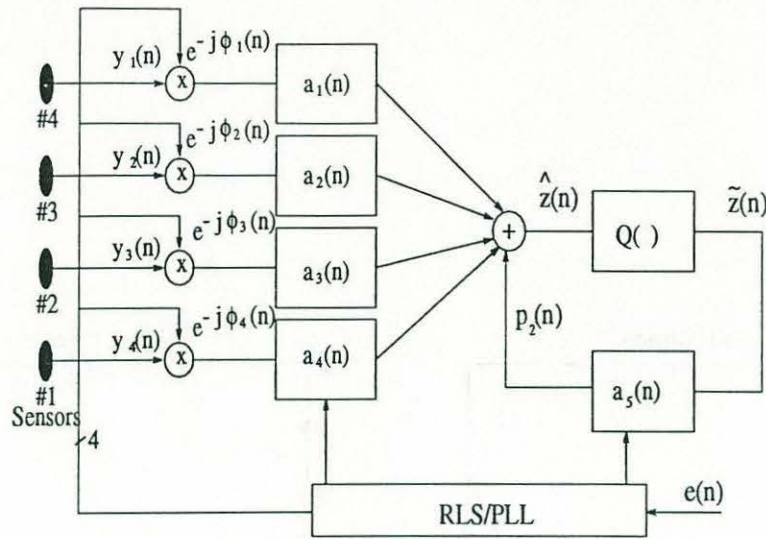 y₁(n) e^-jϕ₁(n)
x
a₁(n)
#4
y₂(n) e^-jϕ₂(n)
x
a₂(n)
#3
ẑ(n)
z̃(n)
+
Q( )
y₃(n) e^-jϕ₃(n)
x
a₃(n)
#2
p₂(n)
y₄(n) e^-jϕ₄(n)
x
a₄(n)
a₅(n)
#1
Sensors
4
RLS/PLL
e(n)